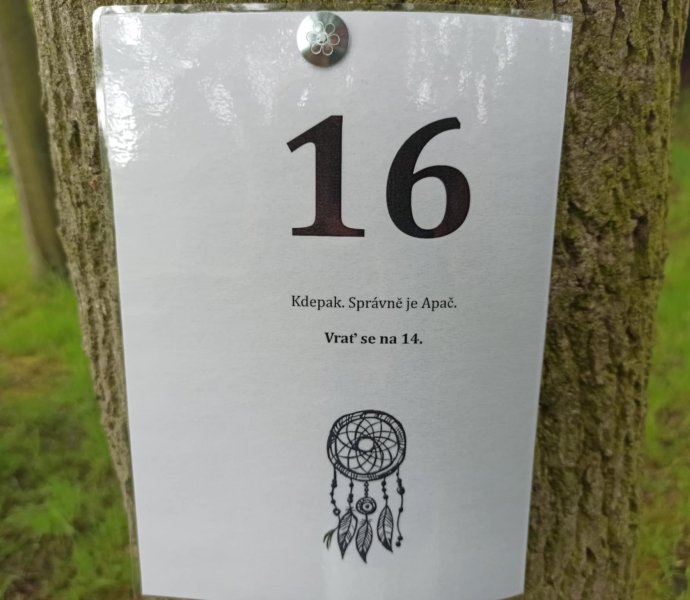 16
Kdepak. Správně je Apač.
Vrať se na 14.